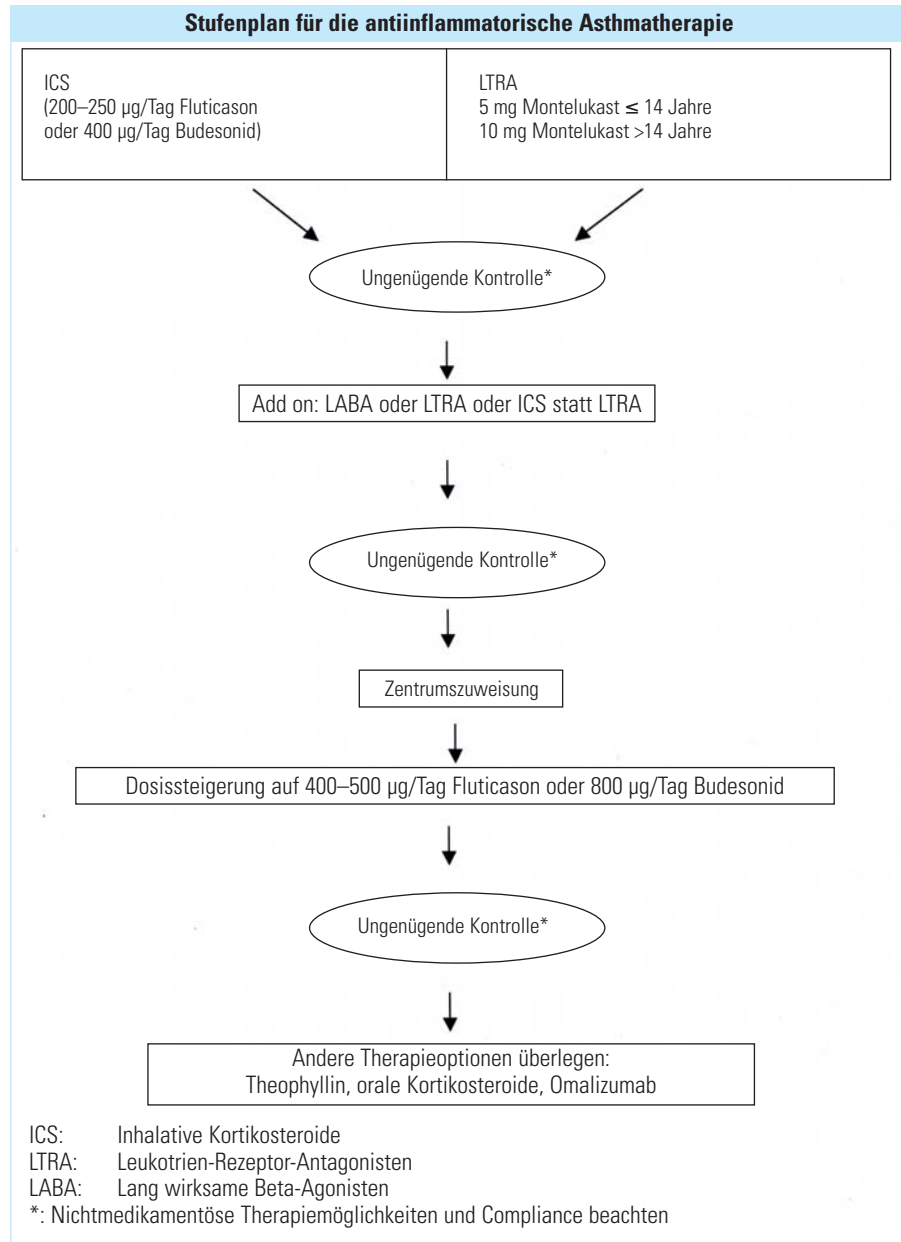 Stufenplan für die antiinflammatorische Asthmatherapie
ICS
(200–250 µg/Tag Fluticason
oder 400 µg/Tag Budesonid)
LTRA
5 mg Montelukast ≤ 14 Jahre
10 mg Montelukast >14 Jahre
Ungenügende Kontrolle*
Add on: LABA oder LTRA oder ICS statt LTRA
Ungenügende Kontrolle*
Zentrumszuweisung
Dosissteigerung auf 400–500 µg/Tag Fluticason oder 800 µg/Tag Budesonid
Ungenügende Kontrolle*
Andere Therapieoptionen überlegen:
Theophyllin, orale Kortikosteroide, Omalizumab
ICS: Inhalative Kortikosteroide
LTRA: Leukotrien-Rezeptor-Antagonisten
LABA: Lang wirksame Beta-Agonisten
*: Nichtmedikamentöse Therapiemöglichkeiten und Compliance beachten